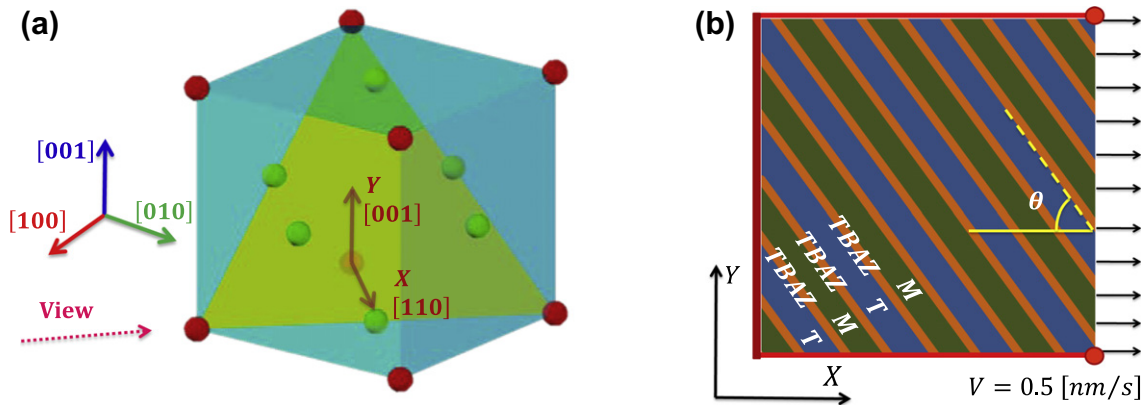 (a)
[001]
[100]
[010]
View
Y
[001]
X
[110]
(b)
θ
TBAZ
M
TBAZ
T
TBAZ
M
T
Y
X
V = 0.5 [nm/s]